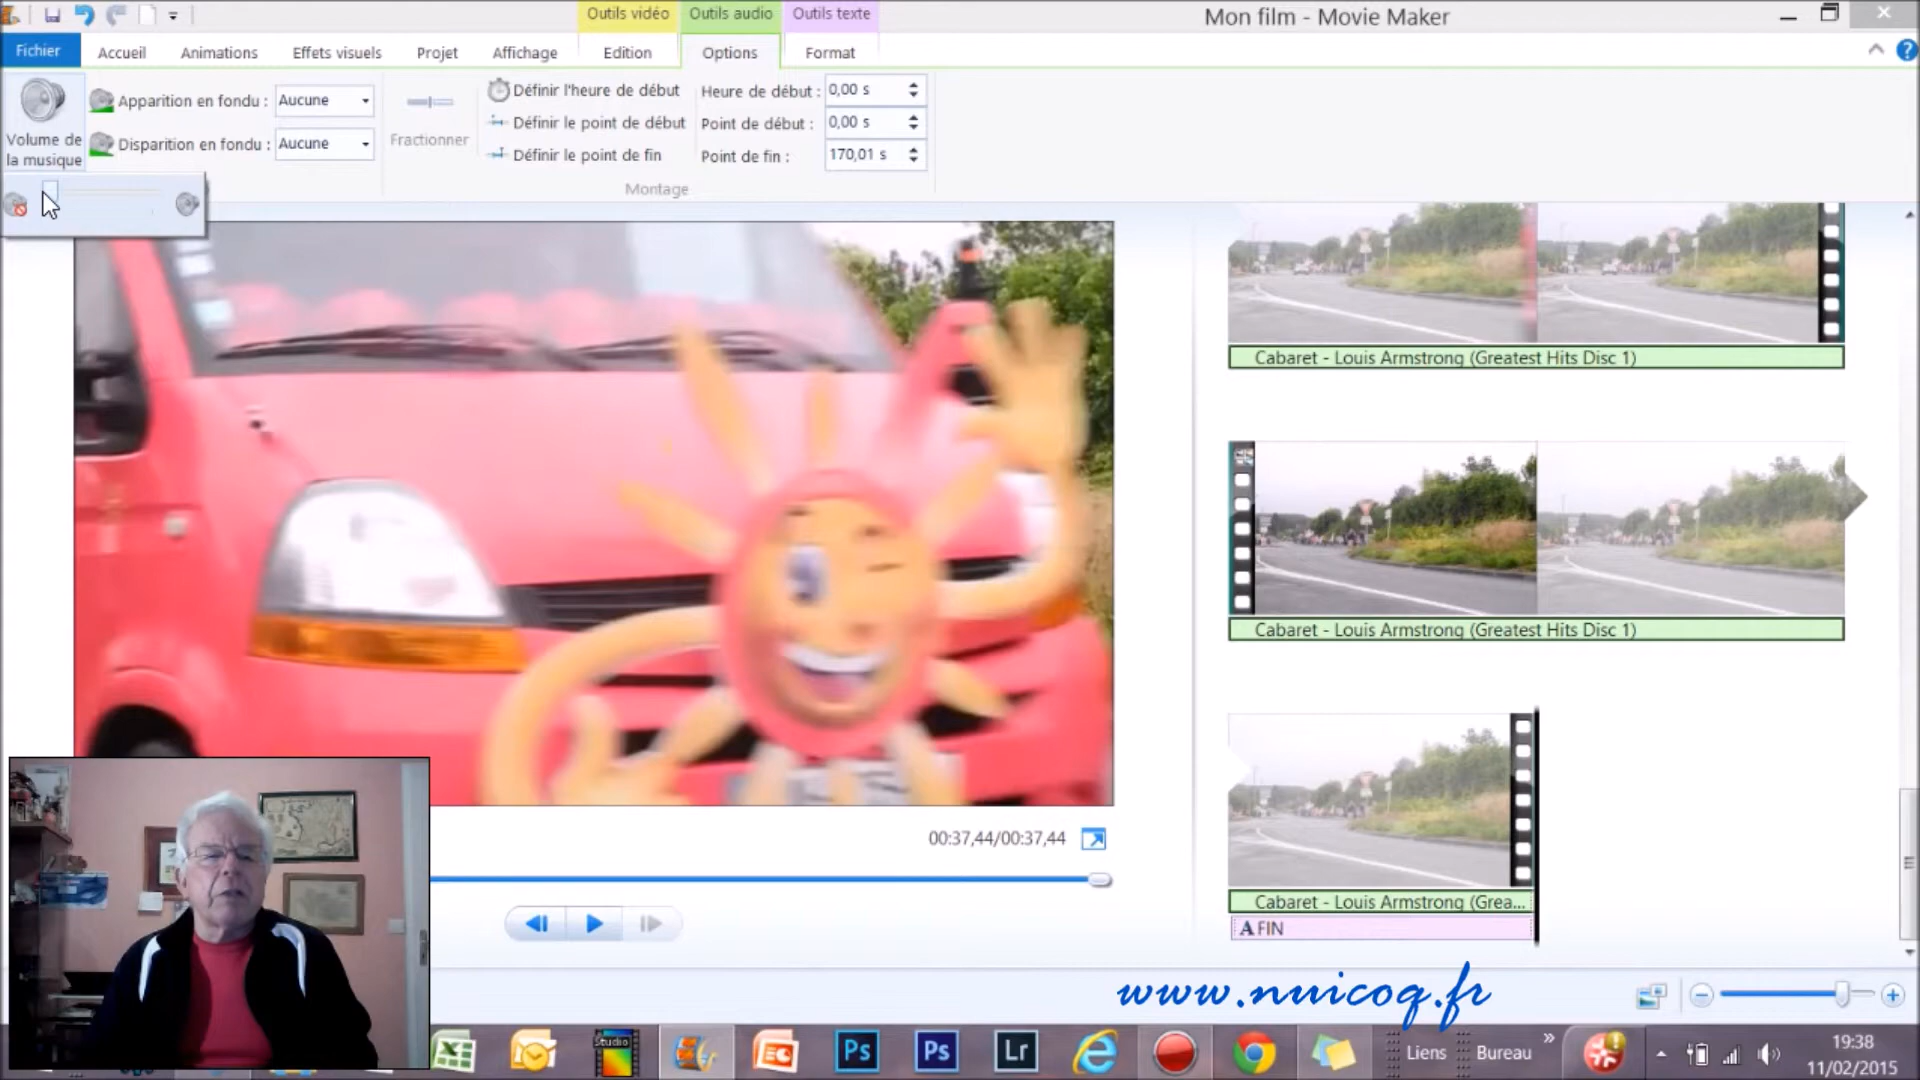 Outils vidéo Outils audio Outils texte
Mon film - Movie Maker
Fichier Accueil Animations Effets visuels Projet Affichage Edition Options Format
Volume de
la musique
Apparition en fondu : Aucune
Disparition en fondu : Aucune
Fractionner
Définir l'heure de début
Définir le point de début
Définir le point de fin
Heure de début : 0,00 s
Point de début : 0,00 s
Point de fin : 170,01 s
Montage
Cabaret - Louis Armstrong (Greatest Hits Disc 1)
Cabaret - Louis Armstrong (Greatest Hits Disc 1)
Cabaret - Louis Armstrong (Grea...
A FIN
00:37,44/00:37,44
www.nuicoq.fr
Studio
Ps Ps Lr
Liens Bureau »
19:38
11/02/2015